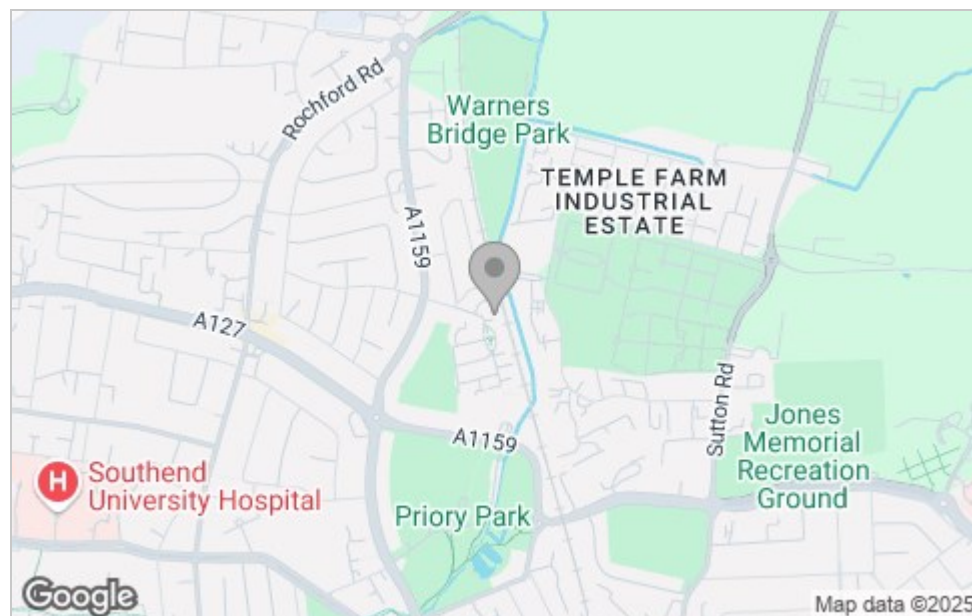 Rochford Rd
Warners
Bridge Park
TEMPLE FARM
INDUSTRIAL
ESTATE
A1159
A127
Sutton Rd
A1159
Jones
Memorial
Recreation
Ground
H
Southend
University Hospital
Priory Park
Google
Map data ©2025